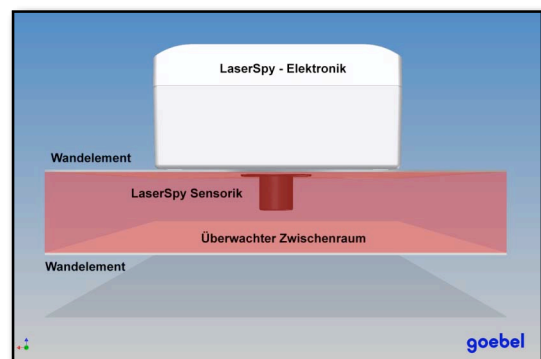 LaserSpy - Elektronik
Wandelement
LaserSpy Sensorik
Überwachter Zwischenraum
Wandelement
goebel